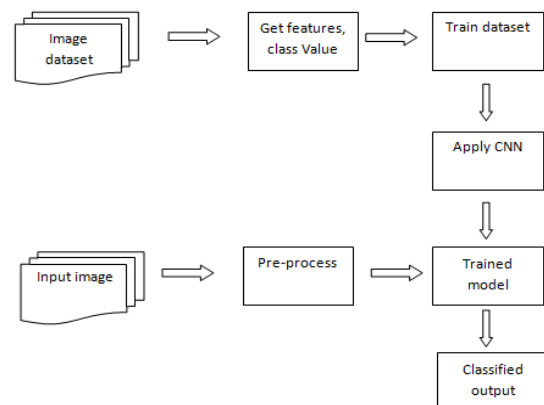 Image
dataset
Get features,
class Value
Train dataset
Apply CNN
Input image
Pre-process
Trained
model
Classified
output